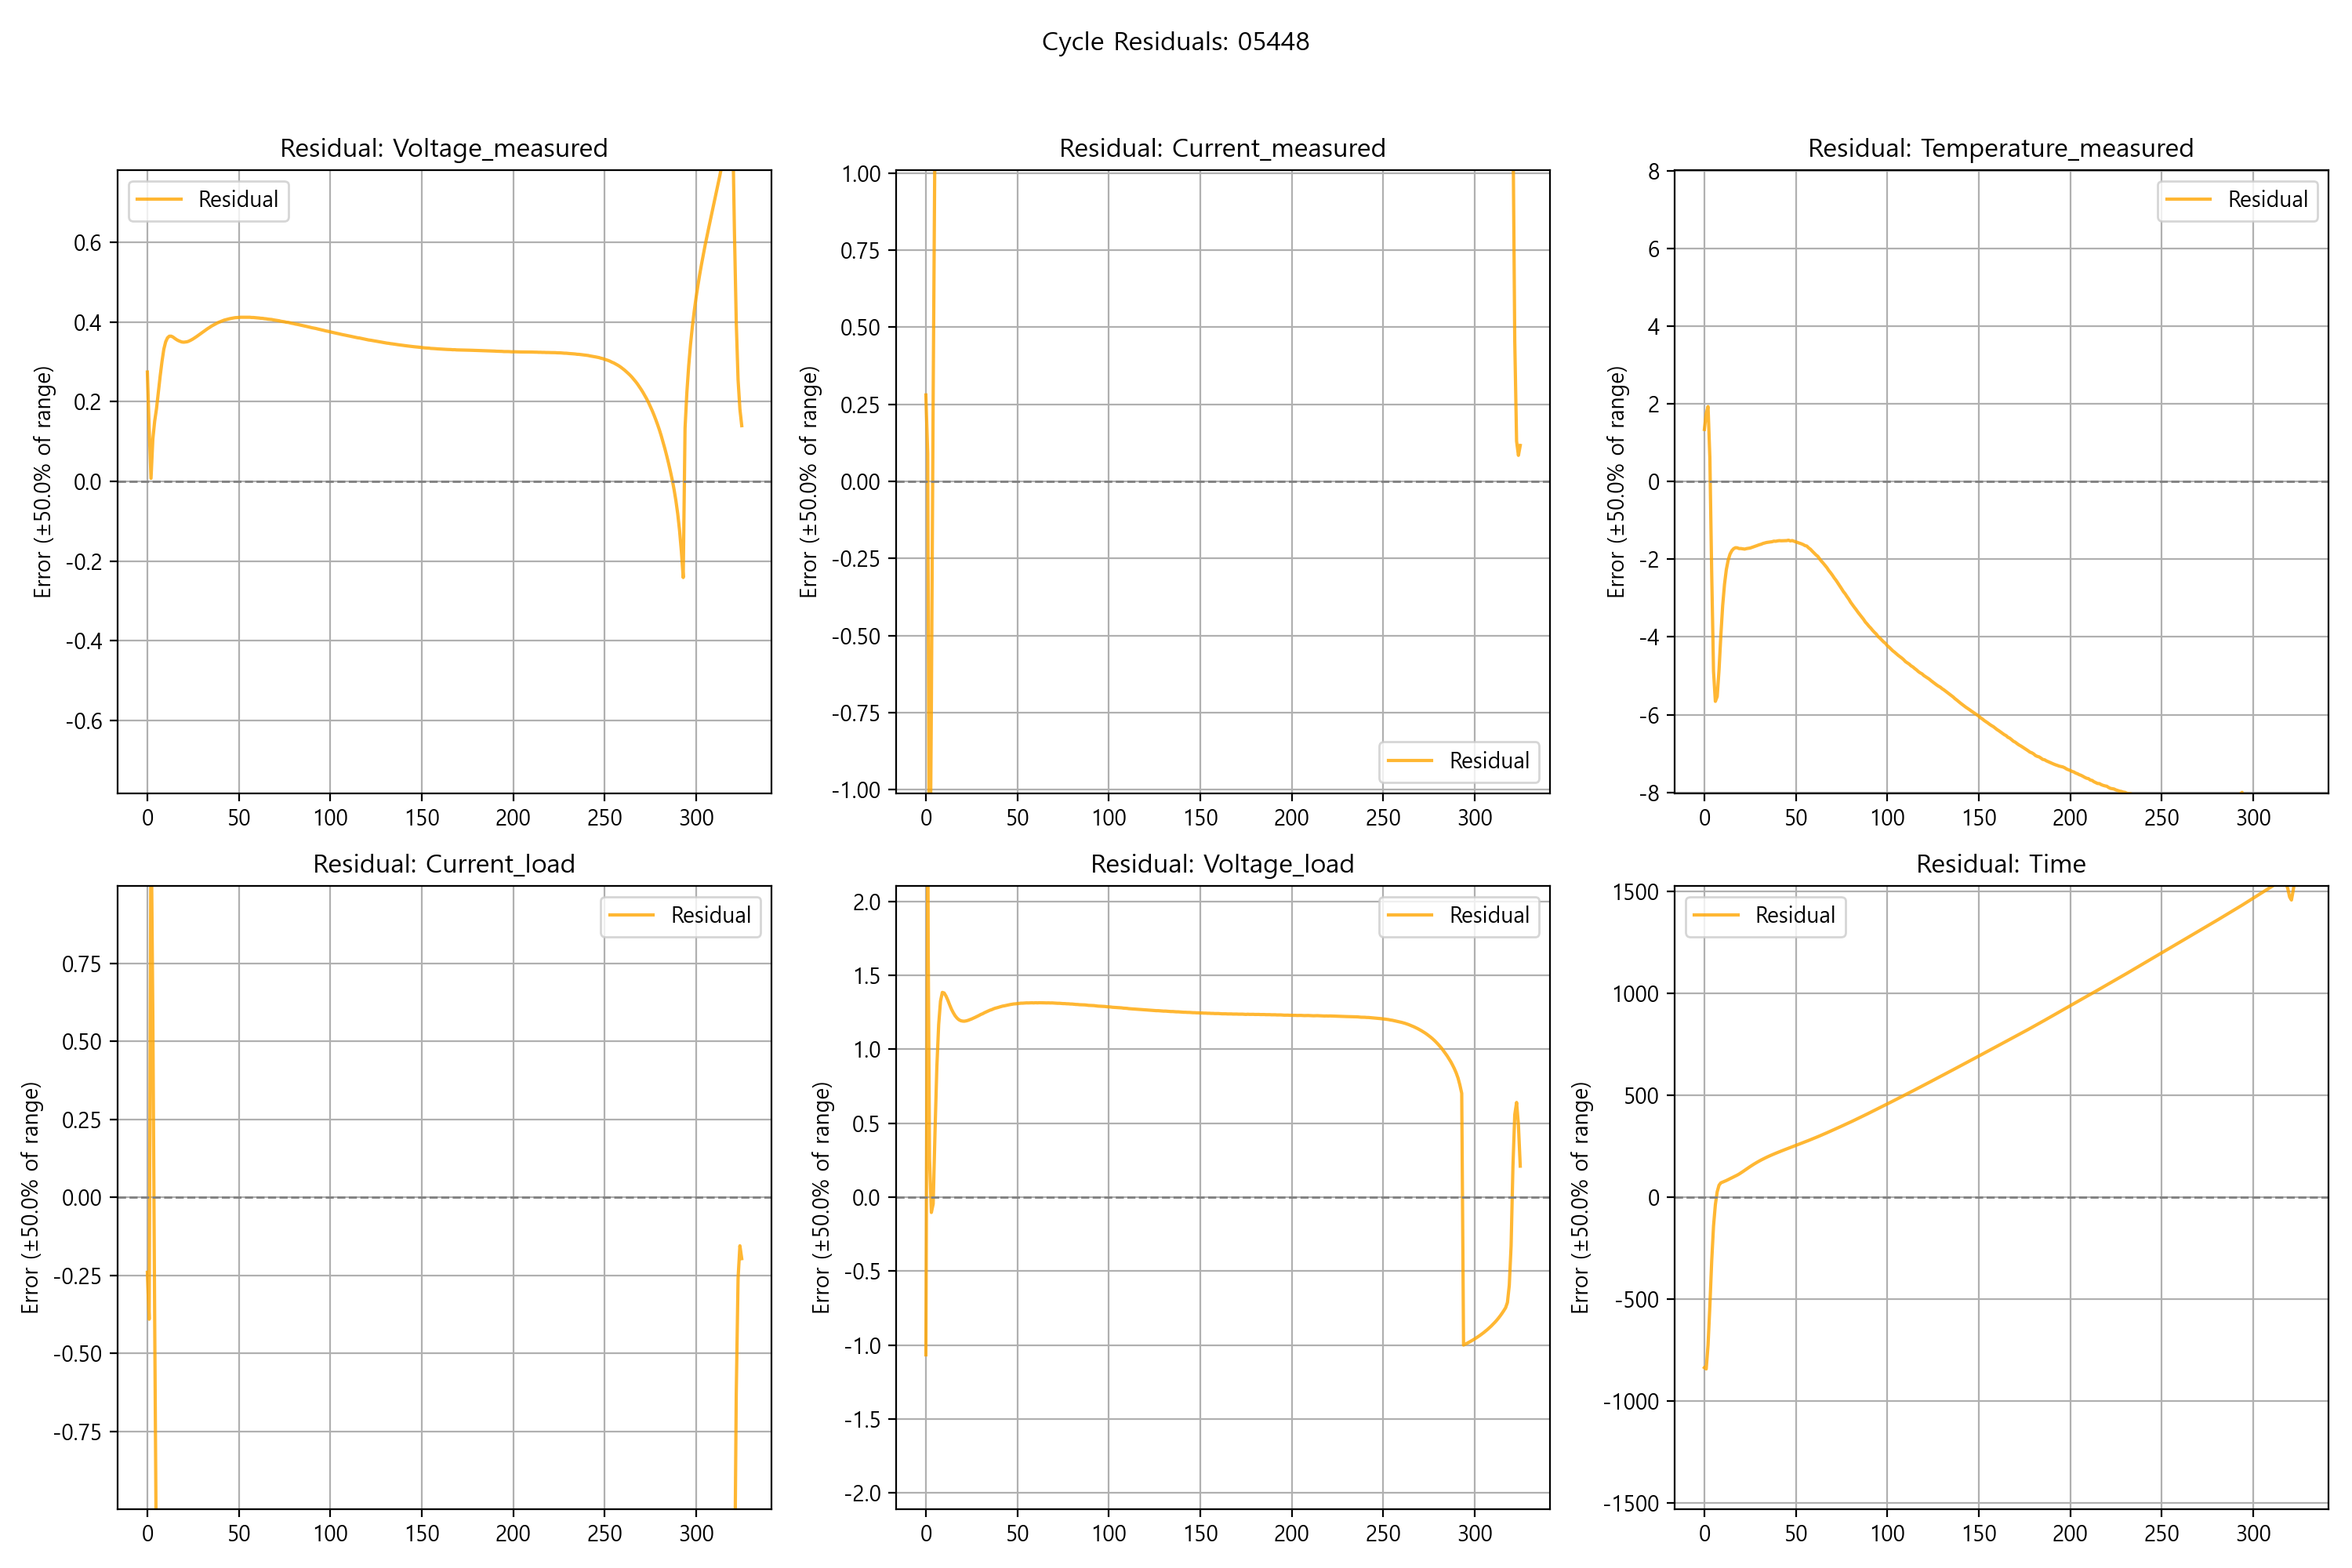 Cycle Residuals: 05448
Residual: Voltage_measured
Residual
0.6
0.4
0.2
0.0
-0.2
-0.4
-0.6
Error (±50.0% of range)
0 50 100 150 200 250 300
Residual: Current_measured
1.00
0.75
0.50
0.25
0.00
-0.25
-0.50
-0.75
-1.00
Error (±50.0% of range)
Residual
0 50 100 150 200 250 300
Residual: Temperature_measured
Residual
8
6
4
2
0
-2
-4
-6
-8
Error (±50.0% of range)
0 50 100 150 200 250 300
Residual: Current_load
Residual
0.75
0.50
0.25
0.00
-0.25
-0.50
-0.75
Error (±50.0% of range)
0 50 100 150 200 250 300
Residual: Voltage_load
Residual
2.0
1.5
1.0
0.5
0.0
-0.5
-1.0
-1.5
-2.0
Error (±50.0% of range)
0 50 100 150 200 250 300
Residual: Time
Residual
1500
1000
500
0
-500
-1000
-1500
Error (±50.0% of range)
0 50 100 150 200 250 300